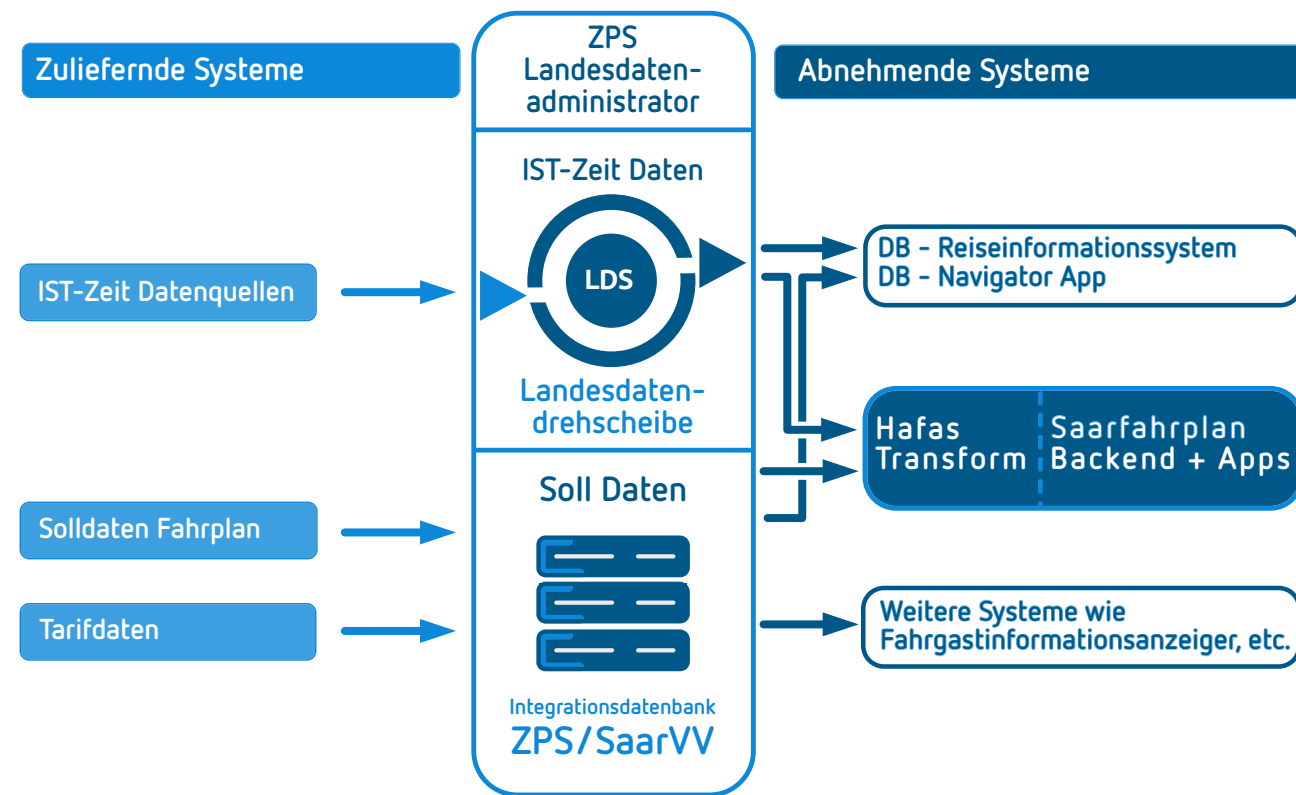 Zuliefernde Systeme
ZPS
Landesdaten-
administrator
Abnehmende Systeme
IST-Zeit Daten
IST-Zeit Datenquellen
LDS
Landesdaten-
drehscheibe
DB - Reiseinformationssystem
DB - Navigator App
Hafas
Transform
Saarfahrplan
Backend + Apps
Solldaten Fahrplan
Tarifdaten
Soll Daten
Integrationsdatenbank
ZPS/SaarVV
Weitere Systeme wie
Fahrgastinformationsanzeiger, etc.